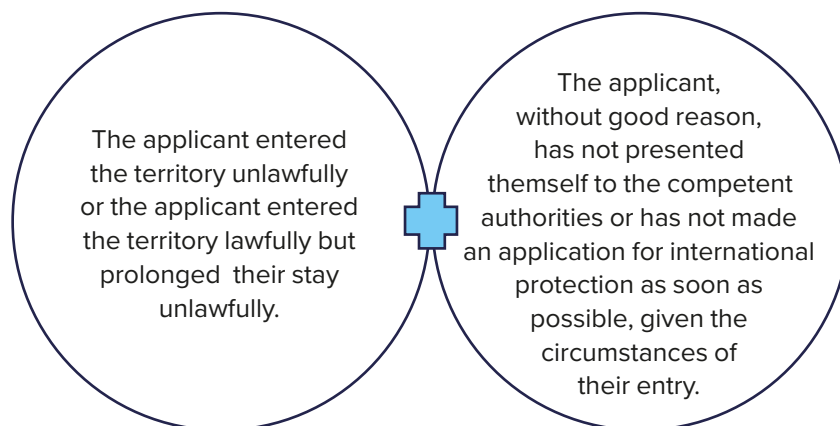 The applicant entered
the territory unlawfully
or the applicant entered
the territory lawfully but
prolonged their stay
unlawfully.
The applicant,
without good reason,
has not presented
themself to the competent
authorities or has not made
an application for international
protection as soon as
possible, given the
circumstances of
their entry.